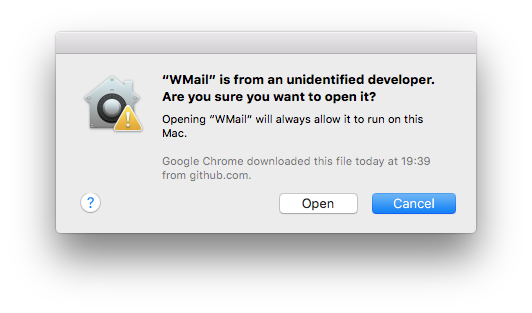 “WMail” is from an unidentified developer.
Are you sure you want to open it?
Opening “WMail” will always allow it to run on this
Mac.
Google Chrome downloaded this file today at 19:39
from github.com.
?
Open
Cancel